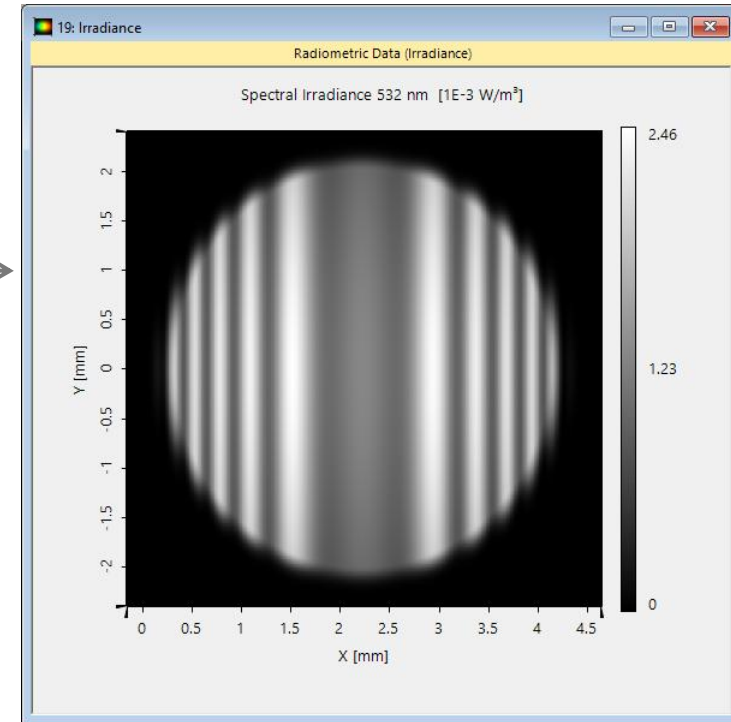 19: Irradiance
Radiometric Data (Irradiance)
Spectral Irradiance 532 nm [1E-3 W/m³]
2.46
1.23
0
Y [mm]
2
1.5
1
0.5
0
-0.5
-1
-1.5
-2
0 0.5 1 1.5 2 2.5 3 3.5 4 4.5
X [mm]